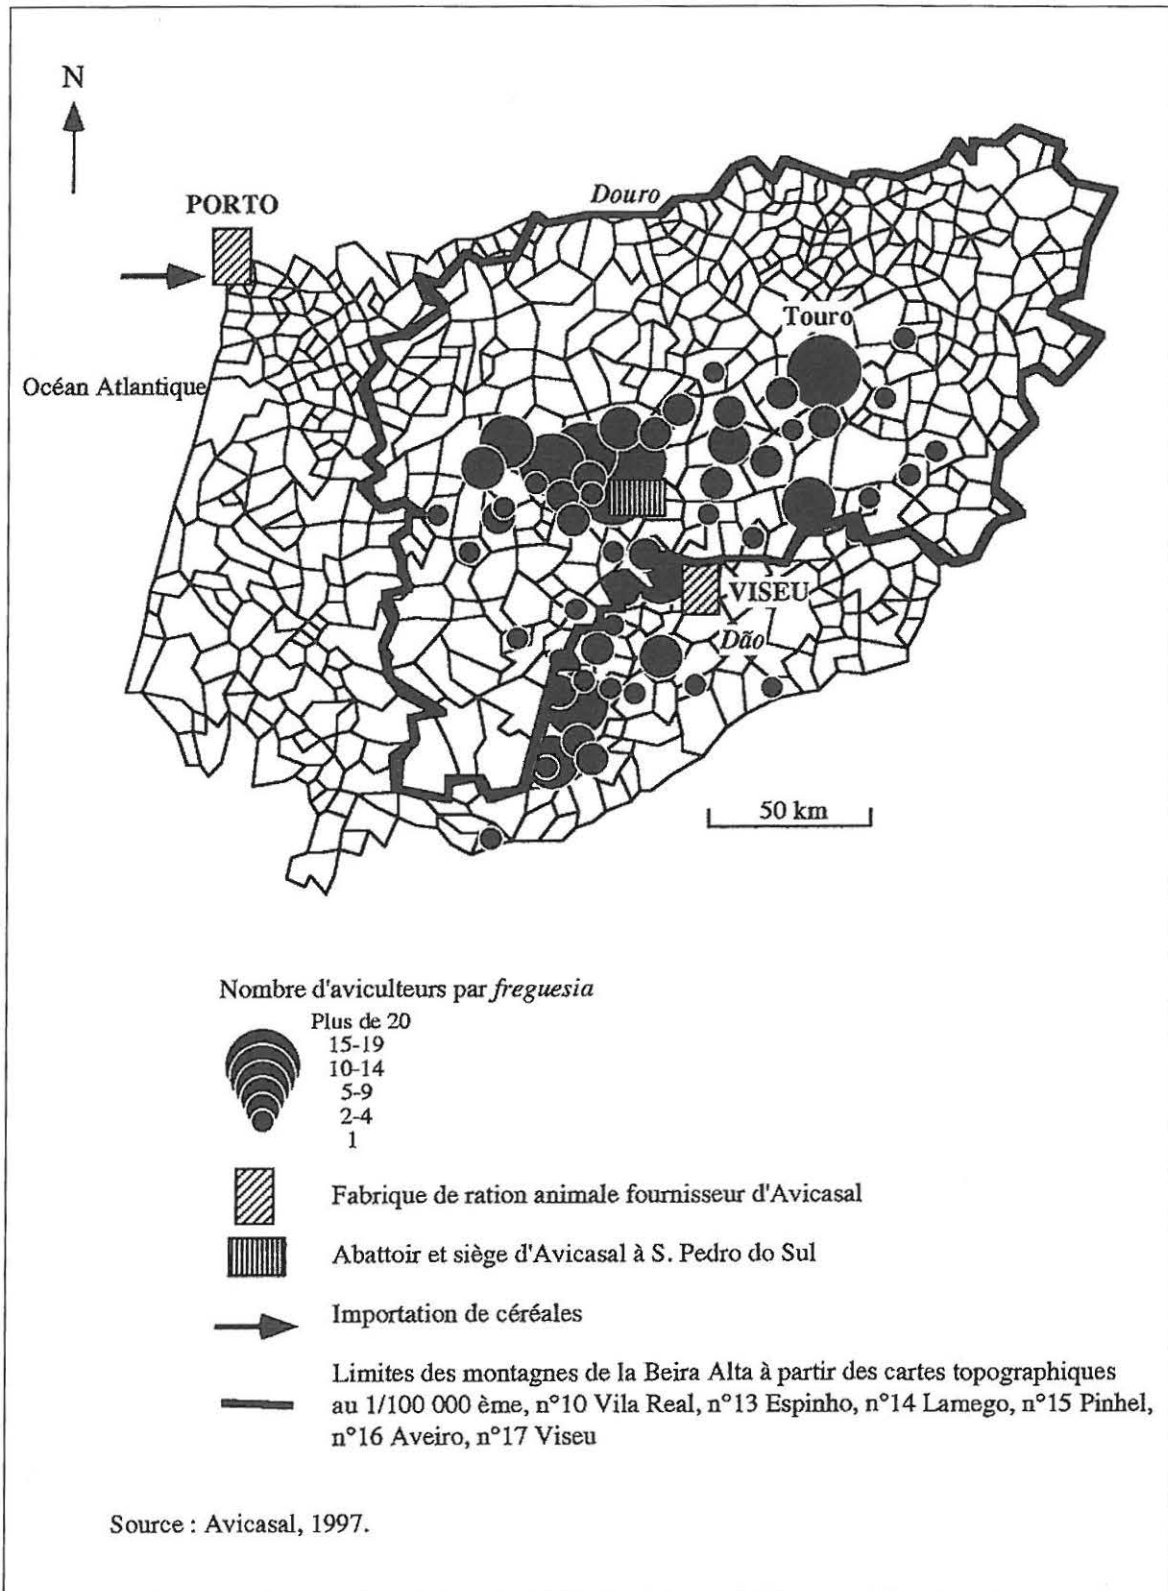 N
PORTO
Douro
Touro
Océan Atlantique
VISEU
Dão
50 km
Nombre d'aviculteurs par freguesia
Plus de 20
15-19
10-14
5-9
2-4
1
Fabrique de ration animale fournisseur d'Avicasal
Abattoir et siège d'Avicasal à S. Pedro do Sul
Importation de céréales
Limites des montagnes de la Beira Alta à partir des cartes topographiques
au 1/100 000 ème, n°10 Vila Real, n°13 Espinho, n°14 Lamego, n°15 Pinhel,
n°16 Aveiro, n°17 Viseu
Source : Avicasal, 1997.